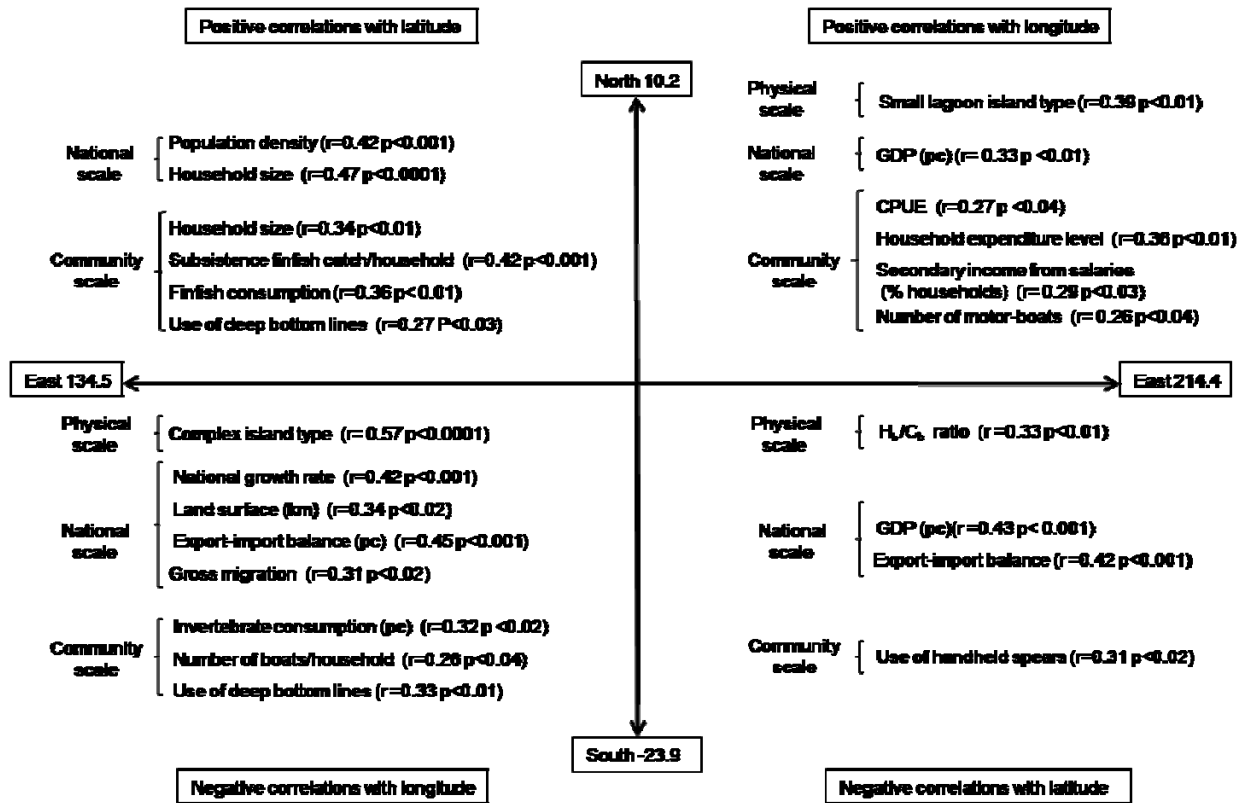 Positive correlations with latitude
Positive correlations with longitude
North 10.2
National scale
Population density (r=0.42 p<0.001)
Household size (r=0.47 p<0.0001)
Community scale
Household size (r=0.34 p<0.01)
Subsistence finfish catch/household (r=0.42 p<0.001)
Finfish consumption (r=0.36 p<0.01)
Use of deep bottom lines (r=0.27 P<0.03)
Physical scale
Small lagoon island type (r=0.39 p<0.01)
National scale
GDP (pc) (r= 0.33 p <0.01)
Community scale
CPUE (r=0.27 p <0.04)
Household expenditure level (r=0.36 p<0.01)
Secondary income from salaries
(% households) (r=0.29 p<0.03)
Number of motor-boats (r=0.26 p<0.04)
East 134.5
East 214.4
Physical scale
Complex island type (r= 0.57 p<0.0001)
National scale
National growth rate (r=0.42 p<0.001)
Land surface (km) (r=0.34 p<0.02)
Export-import balance (pc) (r=0.45 p<0.001)
Gross migration (r=0.31 p<0.02)
Community scale
Invertebrate consumption (pc) (r=0.32 p <0.02)
Number of boats/household (r=0.26 p<0.04)
Use of deep bottom lines (r=0.33 p<0.01)
Physical scale
ratio (r=0.33 p<0.01)
National scale
GDP (pc)(r=0.43 p< 0.001)
Export-import balance (r=0.42 p<0.001)
Community scale
Use of handheld spears (r=0.31 p<0.02)
South -23.9
Negative correlations with longitude
Negative correlations with latitude